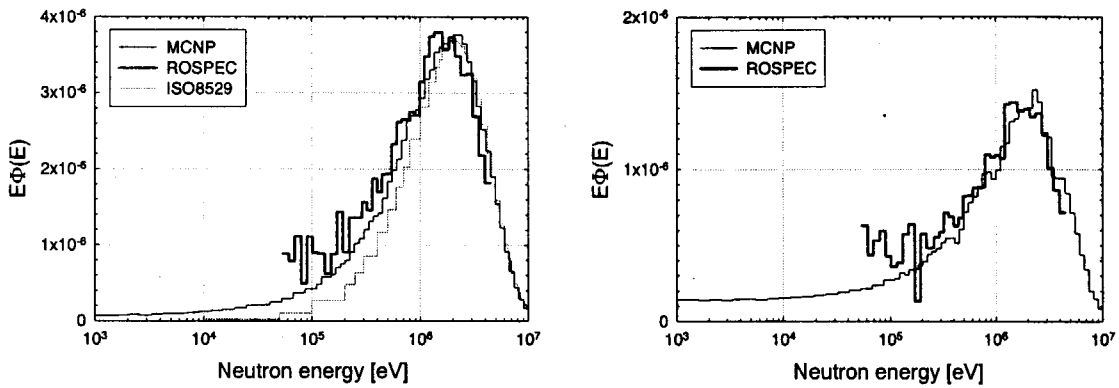 4x10⁻⁶
3x10⁻⁶
2x10⁻⁶
1x10⁻⁶
0
EΦ(E)
MCNP
ROSPEC
ISO8529
10³
10⁴
10⁵
10⁶
10⁷
Neutron energy [eV]
2x10⁻⁶
1x10⁻⁶
0
EΦ(E)
MCNP
ROSPEC
10³
10⁴
10⁵
10⁶
10⁷
Neutron energy [eV]